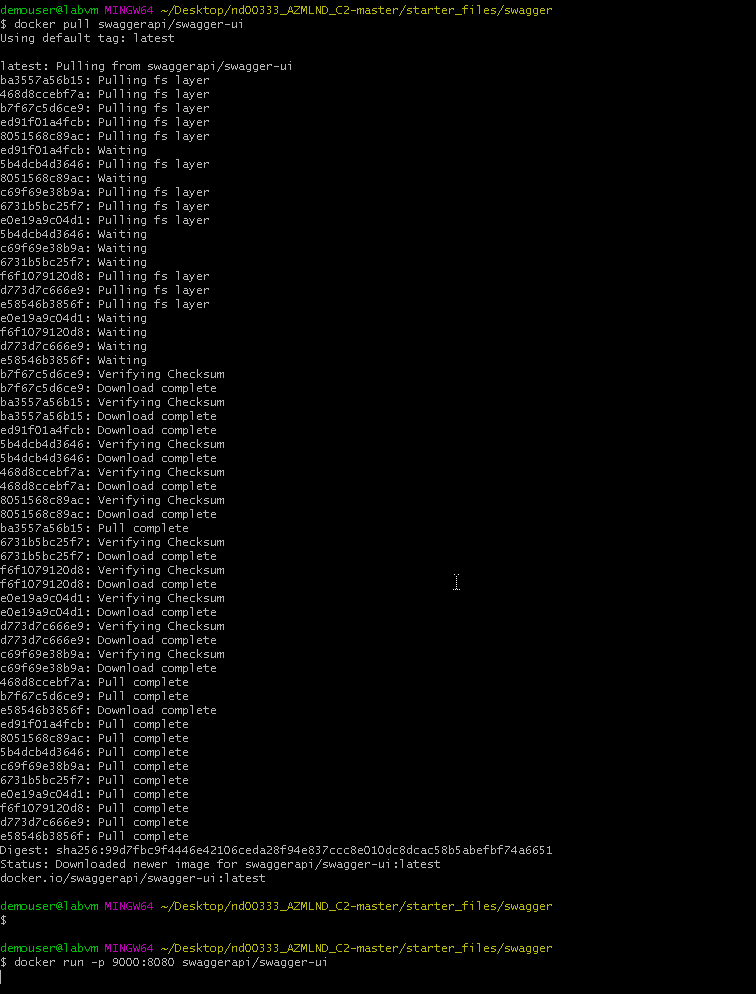 demouser@labvm MINGW64 ~/Desktop/nd00333_AZMLND_C2-master/starter_files/swagger
$ docker pull swaggerapi/swagger-ui
Using default tag: latest
latest: Pulling from swaggerapi/swagger-ui
ba3557a56b15: Pulling fs layer
468d8ccebf7a: Pulling fs layer
b7f67c5d6ce9: Pulling fs layer
ed91f01a4fcb: Pulling fs layer
8051568c89ac: Pulling fs layer
ed91f01a4fcb: Waiting
5b4dcb4d3646: Pulling fs layer
8051568c89ac: Waiting
c69f69e38b9a: Pulling fs layer
6731b5bc25f7: Pulling fs layer
e0e19a9c04d1: Pulling fs layer
5b4dcb4d3646: Waiting
c69f69e38b9a: Waiting
6731b5bc25f7: Waiting
f6f1079120d8: Pulling fs layer
d773d7c666e9: Pulling fs layer
e58546b3856f: Pulling fs layer
e0e19a9c04d1: Waiting
f6f1079120d8: Waiting
d773d7c666e9: Waiting
e58546b3856f: Waiting
b7f67c5d6ce9: Verifying Checksum
b7f67c5d6ce9: Download complete
ba3557a56b15: Verifying Checksum
ba3557a56b15: Download complete
ed91f01a4fcb: Download complete
5b4dcb4d3646: Verifying Checksum
5b4dcb4d3646: Download complete
468d8ccebf7a: Verifying Checksum
468d8ccebf7a: Download complete
8051568c89ac: Verifying Checksum
8051568c89ac: Download complete
ba3557a56b15: Pull complete
6731b5bc25f7: Verifying Checksum
6731b5bc25f7: Download complete
f6f1079120d8: Verifying Checksum
f6f1079120d8: Download complete
e0e19a9c04d1: Verifying Checksum
e0e19a9c04d1: Download complete
d773d7c666e9: Verifying Checksum
d773d7c666e9: Download complete
c69f69e38b9a: Verifying Checksum
c69f69e38b9a: Download complete
468d8ccebf7a: Pull complete
b7f67c5d6ce9: Pull complete
e58546b3856f: Download complete
ed91f01a4fcb: Pull complete
8051568c89ac: Pull complete
5b4dcb4d3646: Pull complete
c69f69e38b9a: Pull complete
6731b5bc25f7: Pull complete
e0e19a9c04d1: Pull complete
f6f1079120d8: Pull complete
d773d7c666e9: Pull complete
e58546b3856f: Pull complete
Digest: sha256:99d7fbc9f4446e42106ceda28f94e837ccc8e010dc8dcac58b5abefbf74a6651
Status: Downloaded newer image for swaggerapi/swagger-ui:latest
docker.io/swaggerapi/swagger-ui:latest
demouser@labvm MINGW64 ~/Desktop/nd00333_AZMLND_C2-master/starter_files/swagger
$
demouser@labvm MINGW64 ~/Desktop/nd00333_AZMLND_C2-master/starter_files/swagger
$ docker run -p 9000:8080 swaggerapi/swagger-ui